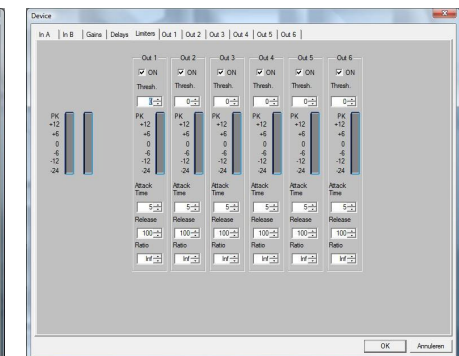 Device
In A In B Gains Delays Limiters Out 1 Out 2 Out 3 Out 4 Out 5 Out 6
Out 1 Out 2 Out 3 Out 4 Out 5 Out 6
ON ON ON ON ON ON
Thresh. Thresh. Thresh. Thresh. Thresh. Thresh.
0 0 0 0 0
PK PK PK PK PK PK PK
+12 +12 +12 +12 +12 +12 +12
+6 +6 +6 +6 +6 +6 +6
0 0 0 0 0 0 0
-6 -6 -6 -6 -6 -6 -6
-12 -12 -12 -12 -12 -12 -12
-24 -24 -24 -24 -24 -24 -24
Attack Attack Attack Attack Attack Attack
Time Time Time Time Time Time
5 5 5 5 5 5
Release Release Release Release Release Release
100 100 100 100 100 100
Ratio Ratio Ratio Ratio Ratio Ratio
Inf Inf Inf Inf Inf Inf
OK Annuleren